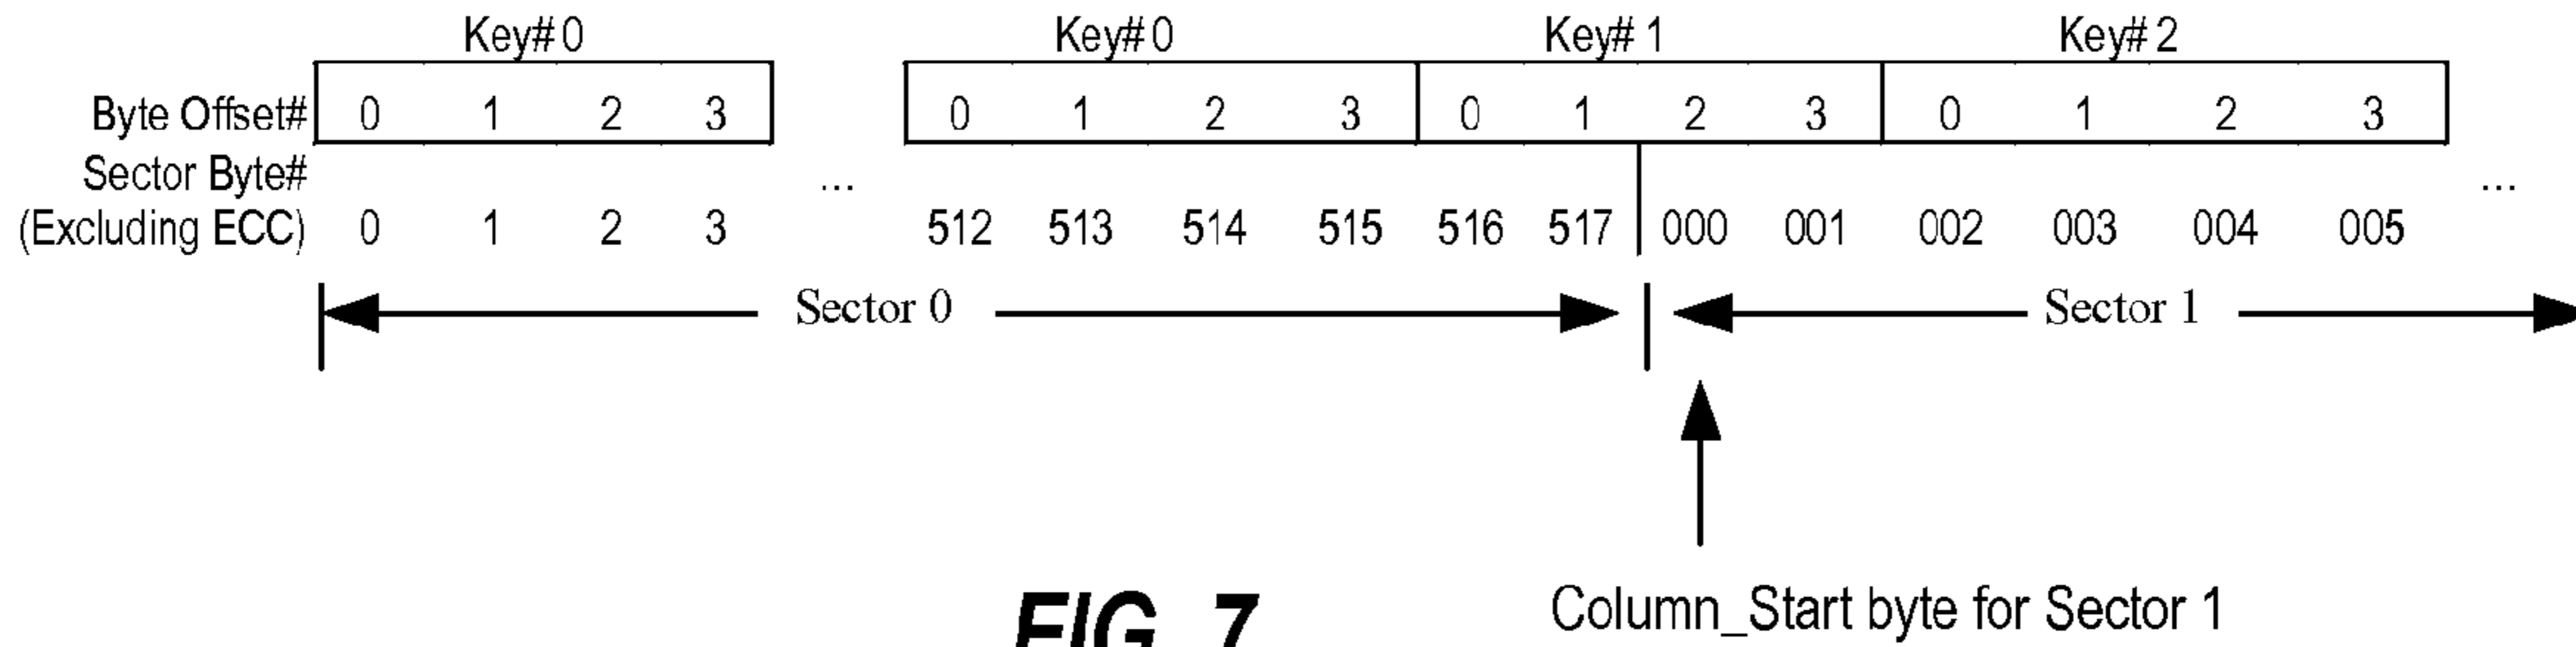 Key# 0 Key# 0 Key# 1 Key# 2
Byte Offset# 0 1 2 3 0 1 2 3 0 1 2 3 0 1 2 3
Sector Byte#
... ...
(Excluding ECC) 0 1 2 3 512 513 514 515 516 517 000 001 002 003 004 005
Sector 0 Sector 1
Column_Start byte for Sector 1
FIG. 7